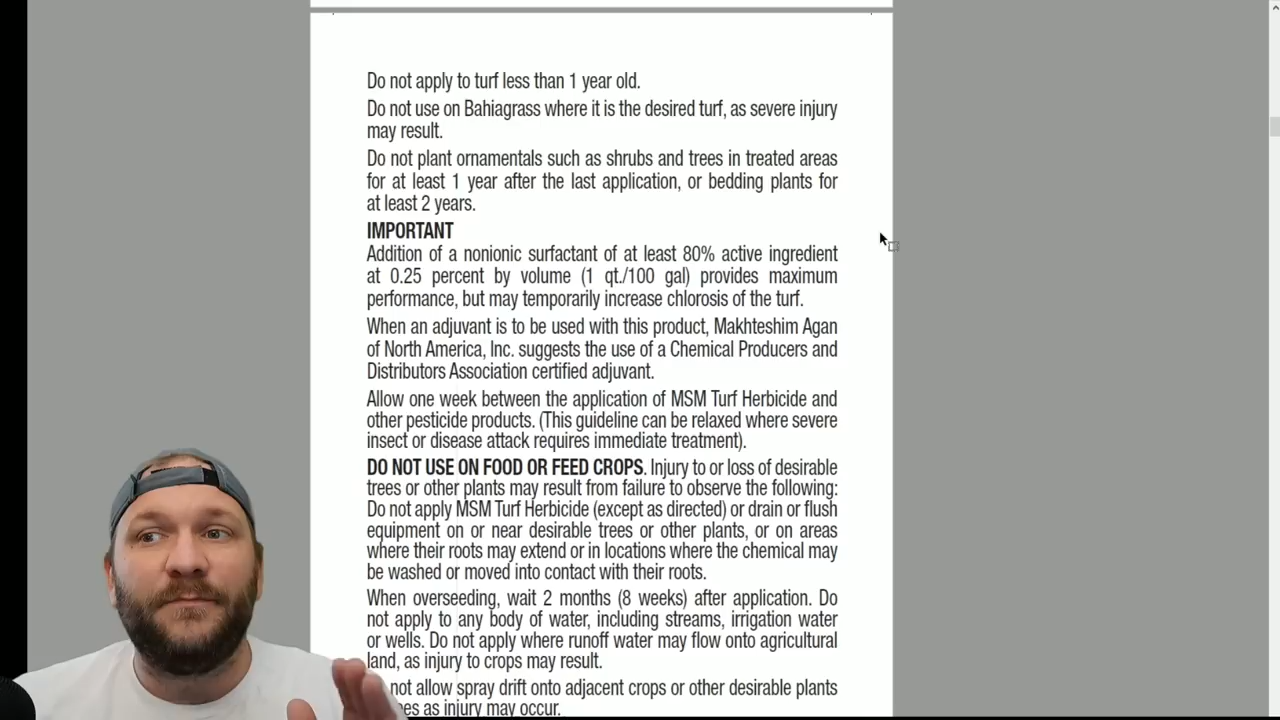 Do not apply to turf less than 1 year old.
Do not use on Bahiagrass where it is the desired turf, as severe injury
may result.
Do not plant ornamentals such as shrubs and trees in treated areas
for at least 1 year after the last application, or bedding plants for
at least 2 years.
IMPORTANT
Addition of a nonionic surfactant of at least 80% active ingredient
at 0.25 percent by volume (1 qt./100 gal) provides maximum
performance, but may temporarily increase chlorosis of the turf.
When an adjuvant is to be used with this product, Makhteshim Agan
of North America, Inc. suggests the use of a Chemical Producers and
Distributors Association certified adjuvant.
Allow one week between the application of MSM Turf Herbicide and
other pesticide products. (This guideline can be relaxed where severe
insect or disease attack requires immediate treatment).
DO NOT USE ON FOOD OR FEED CROPS. Injury to or loss of desirable
trees or other plants may result from failure to observe the following:
Do not apply MSM Turf Herbicide (except as directed) or drain or flush
equipment on or near desirable trees or other plants, or on areas
where their roots may extend or in locations where the chemical may
be washed or moved into contact with their roots.
When overseeding, wait 2 months (8 weeks) after application. Do
not apply to any body of water, including streams, irrigation water
or wells. Do not apply where runoff water may flow onto agricultural
land, as injury to crops may result.
not allow spray drift onto adjacent crops or other desirable plants
as injury may occur.